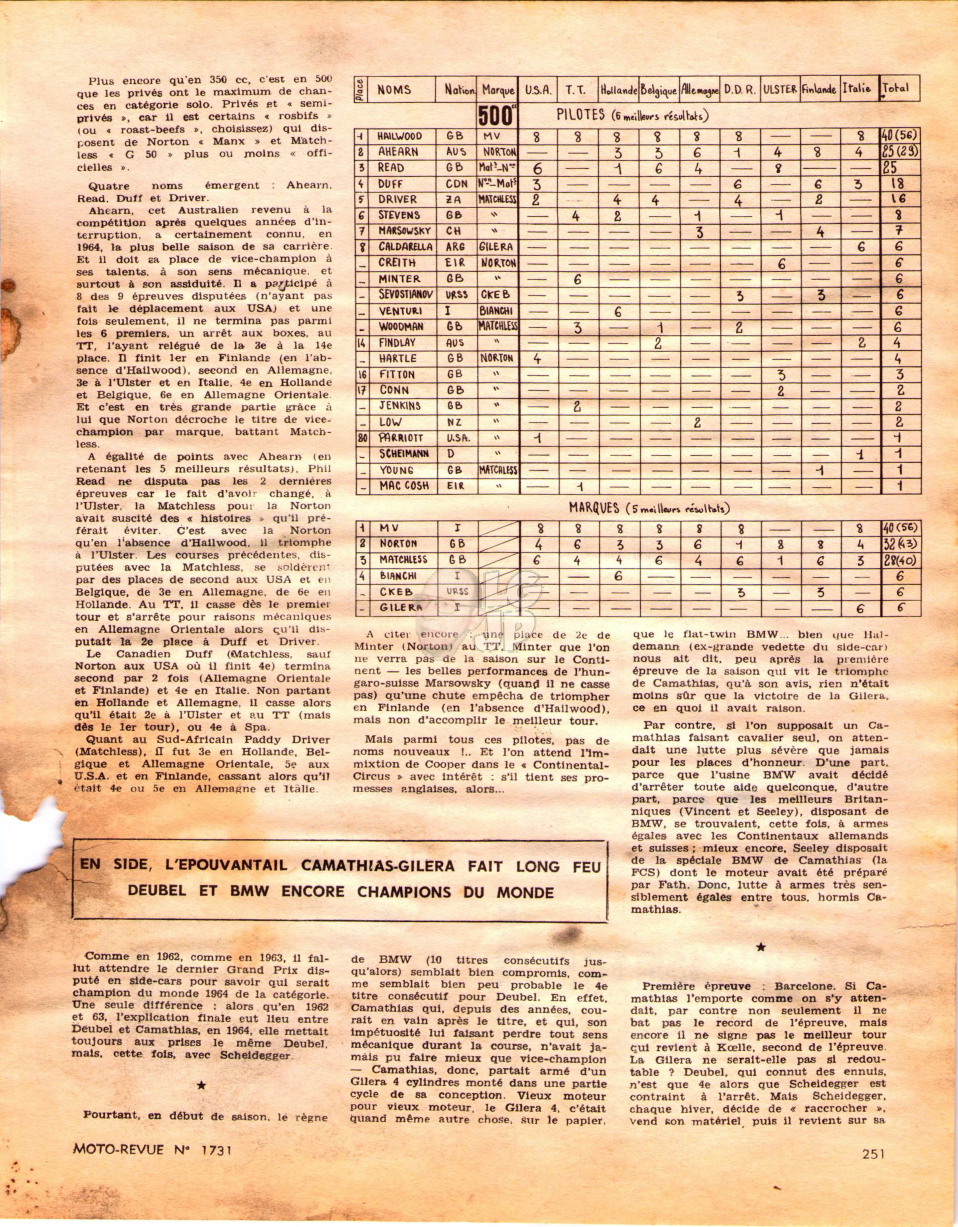 Plus encore qu'en 350 cc, c'est en 500
que les privés ont le maximum de chan-
ces en catégorie solo. Privés et « semi-
privés », car il est certains « rosbifs »
(ou « roast-beefs », choisissez) qui dis-
posent de Norton « Manx » et Match-
less « G 50 » plus ou moins « offi-
cielles ».
Quatre noms émergent : Ahearn,
Read, Duff et Driver.
Ahearn, cet Australien revenu à la
compétition après quelques années d'in-
terruption, a certainement connu, en
1964, la plus belle saison de sa carrière.
Et il doit sa place de vice-champion à
ses talents, à son sens mécanique, et
surtout à son assiduité. Il a participé à
8 des 9 épreuves disputées (n'ayant pas
fait le déplacement aux USA) et une
fois seulement, il ne termina pas parmi
les 6 premiers, un arrêt aux boxes, au
TT, l'ayant relégué de la 3e à la 14e
place. Il finit 1er en Finlande (en l'ab-
sence d'Hailwood), second en Allemagne,
3e à l'Ulster et en Italie, 4e en Hollande
et Belgique, 6e en Allemagne Orientale.
Et c'est en très grande partie grâce à
lui que Norton décroche le titre de vice-
champion par marque, battant Match-
less.
A égalité de points avec Ahearn (en
retenant les 5 meilleurs résultats), Phil
Read ne disputa pas les 2 dernières
épreuves car le fait d'avoir changé, à
l'Ulster, la Matchless pour la Norton
avait suscité des « histoires » qu'il pré-
férait éviter. C'est avec la Norton
qu'en l'absence d'Hailwood, il triomphe
à l'Ulster. Les courses précédentes, dis-
putées avec la Matchless, se soldèrent
par des places de second aux USA et en
Belgique, de 3e en Allemagne, de 6e en
Hollande. Au TT, il casse dès le premier
tour et s'arrête pour raisons mécaniques
en Allemagne Orientale alors qu'il dis-
putait la 2e place à Duff et Driver.
Le Canadien Duff (Matchless, sauf
Norton aux USA où il finit 4e) termina
second par 2 fois (Allemagne Orientale
et Finlande) et 4e en Italie. Non partant
en Hollande et Allemagne, il casse alors
qu'il était 2e à l'Ulster et au TT (mais
dès le 1er tour), ou 4e à Spa.
Quant au Sud-Africain Paddy Driver
(Matchless), il fut 3e en Hollande, Bel-
gique et Allemagne Orientale, 5e aux
U.S.A. et en Finlande, cassant alors qu'il
était 4e ou 5e en Allemagne et Italie.
Place NOMS Nation Marque U.S.A. T.T. Hollande Belgique Allemagne D.D.R. ULSTER Finlande Italie Total
500cc PILOTES (5 meilleurs résultats)
1 HAILWOOD GB MV 8 8 8 8 8 8 — — 8 40(56)
2 AHEARN AUS NORTON — — 3 3 6 1 4 8 4 25(29)
3 READ GB Mats-Non 6 — 1 6 4 — 8 25
4 DUFF CDN Non-Mats 3 — — — — 6 — 6 3 18
5 DRIVER ZA MATCHLESS 2 — 4 4 — 4 — 2 — 16
6 STEVENS GB " — 4 2 — 1 — 1 — — 8
7 MARSOWSKY CH " — — — — 3 — — 4 — 7
8 CALDARELLA ARG GILERA — — — — — — — — 6 6
_ CREITH EIR NORTON — — — — — — 6 — — 6
_ MINTER GB " — 6 — — — — — — — 6
_ SEVOSTIANOV URSS CKEB — — — — — 3 — 3 — 6
_ VENTURI I BIANCHI — — 6 — — — — — — 6
_ WOODMAN GB MATCHLESS — 3 — 1 — 2 — — — 6
14 FINDLAY AUS " — — — 2 — — — — 2 4
_ HARTLE GB NORTON 4 — — — — — — — — 4
16 FITTON GB " — — — — — — 3 — — 3
17 CONN GB " — — — — — — 2 — — 2
_ JENKINS GB " — 2 — — — — — — — 2
_ LOW NZ " — — — — 2 — — — — 2
20 PARRIOTT U.S.A. " 1 — — — — — — — — 1
_ SCHEIMANN D " — — — — — — — — 1 1
_ YOUNG GB MATCHLESS — — — — — — — 1 — 1
_ MAC COSH EIR " — 1 — — — — — — — 1
MARQUES (5 meilleurs résultats)
1 MV I 8 8 8 8 8 8 — — 8 40(56)
2 NORTON GB 4 6 3 3 6 1 8 8 4 32(43)
3 MATCHLESS GB 6 4 4 6 4 6 1 6 3 28(40)
4 BIANCHI I — — 6 — — — — — — 6
_ CKEB URSS — — — — — 3 — 3 — 6
_ GILERA I — — — — — — — — 6 6
A citer encore : une place de 2e de
Minter (Norton) au TT, Minter que l'on
ne verra pas de la saison sur le Conti-
nent — les belles performances de l'hun-
garo-suisse Marsowsky (quand il ne casse
pas) qu'une chute empêcha de triompher
en Finlande (en l'absence d'Hailwood),
mais non d'accomplir le meilleur tour.
Mais parmi tous ces pilotes, pas de
noms nouveaux !.. Et l'on attend l'im-
mixtion de Cooper dans le « Continental-
Circus » avec intérêt : s'il tient ses pro-
messes anglaises, alors...
que le flat-twin BMW... bien que Hal-
demann (ex-grande vedette du side-car)
nous ait dit, peu après la première
épreuve de la saison qui vit le triomphe
de Camathias, qu'à son avis, rien n'était
moins sûr que la victoire de la Gilera,
ce en quoi il avait raison.
Par contre, si l'on supposait un Ca-
mathias faisant cavalier seul, on atten-
dait une lutte plus sévère que jamais
pour les places d'honneur. D'une part,
parce que l'usine BMW avait décidé
d'arrêter toute aide quelconque, d'autre
part, parce que les meilleurs Britan-
niques (Vincent et Seeley), disposant de
BMW, se trouvaient, cette fois, à armes
égales avec les Continentaux allemands
et suisses ; mieux encore, Seeley disposait
de la spéciale BMW de Camathias (la
FCS) dont le moteur avait été préparé
par Fath. Donc, lutte à armes très sen-
siblement égales entre tous, hormis Ca-
mathias.
EN SIDE, L'EPOUVANTAIL CAMATHIAS-GILERA FAIT LONG FEU
DEUBEL ET BMW ENCORE CHAMPIONS DU MONDE
Comme en 1962, comme en 1963, il fal-
lut attendre le dernier Grand Prix dis-
puté en side-cars pour savoir qui serait
champion du monde 1964 de la catégorie.
Une seule différence : alors qu'en 1962
et 63, l'explication finale eut lieu entre
Deubel et Camathias, en 1964, elle mettait
toujours aux prises le même Deubel,
mais, cette fois, avec Scheidegger.
★
Pourtant, en début de saison, le règne
de BMW (10 titres consécutifs jus-
qu'alors) semblait bien compromis, com-
me semblait bien peu probable le 4e
titre consécutif pour Deubel. En effet,
Camathias qui, depuis des années, cou-
rait en vain après le titre, et qui, son
impétuosité lui faisant perdre tout sens
mécanique durant la course, n'avait ja-
mais pu faire mieux que vice-champion
— Camathias, donc, partait armé d'un
Gilera 4 cylindres monté dans une partie
cycle de sa conception. Vieux moteur
pour vieux moteur, le Gilera 4, c'était
quand même autre chose, sur le papier,
★
Première épreuve : Barcelone. Si Ca-
mathias l'emporte comme on s'y atten-
dait, par contre non seulement il ne
bat pas le record de l'épreuve, mais
encore il ne signe pas le meilleur tour
qui revient à Kœlle, second de l'épreuve.
La Gilera ne serait-elle pas si redou-
table ? Deubel, qui connut des ennuis,
n'est que 4e alors que Scheidegger est
contraint à l'arrêt. Mais Scheidegger,
chaque hiver, décide de « raccrocher »,
vend son matériel, puis il revient sur sa
MOTO-REVUE N° 1731
251